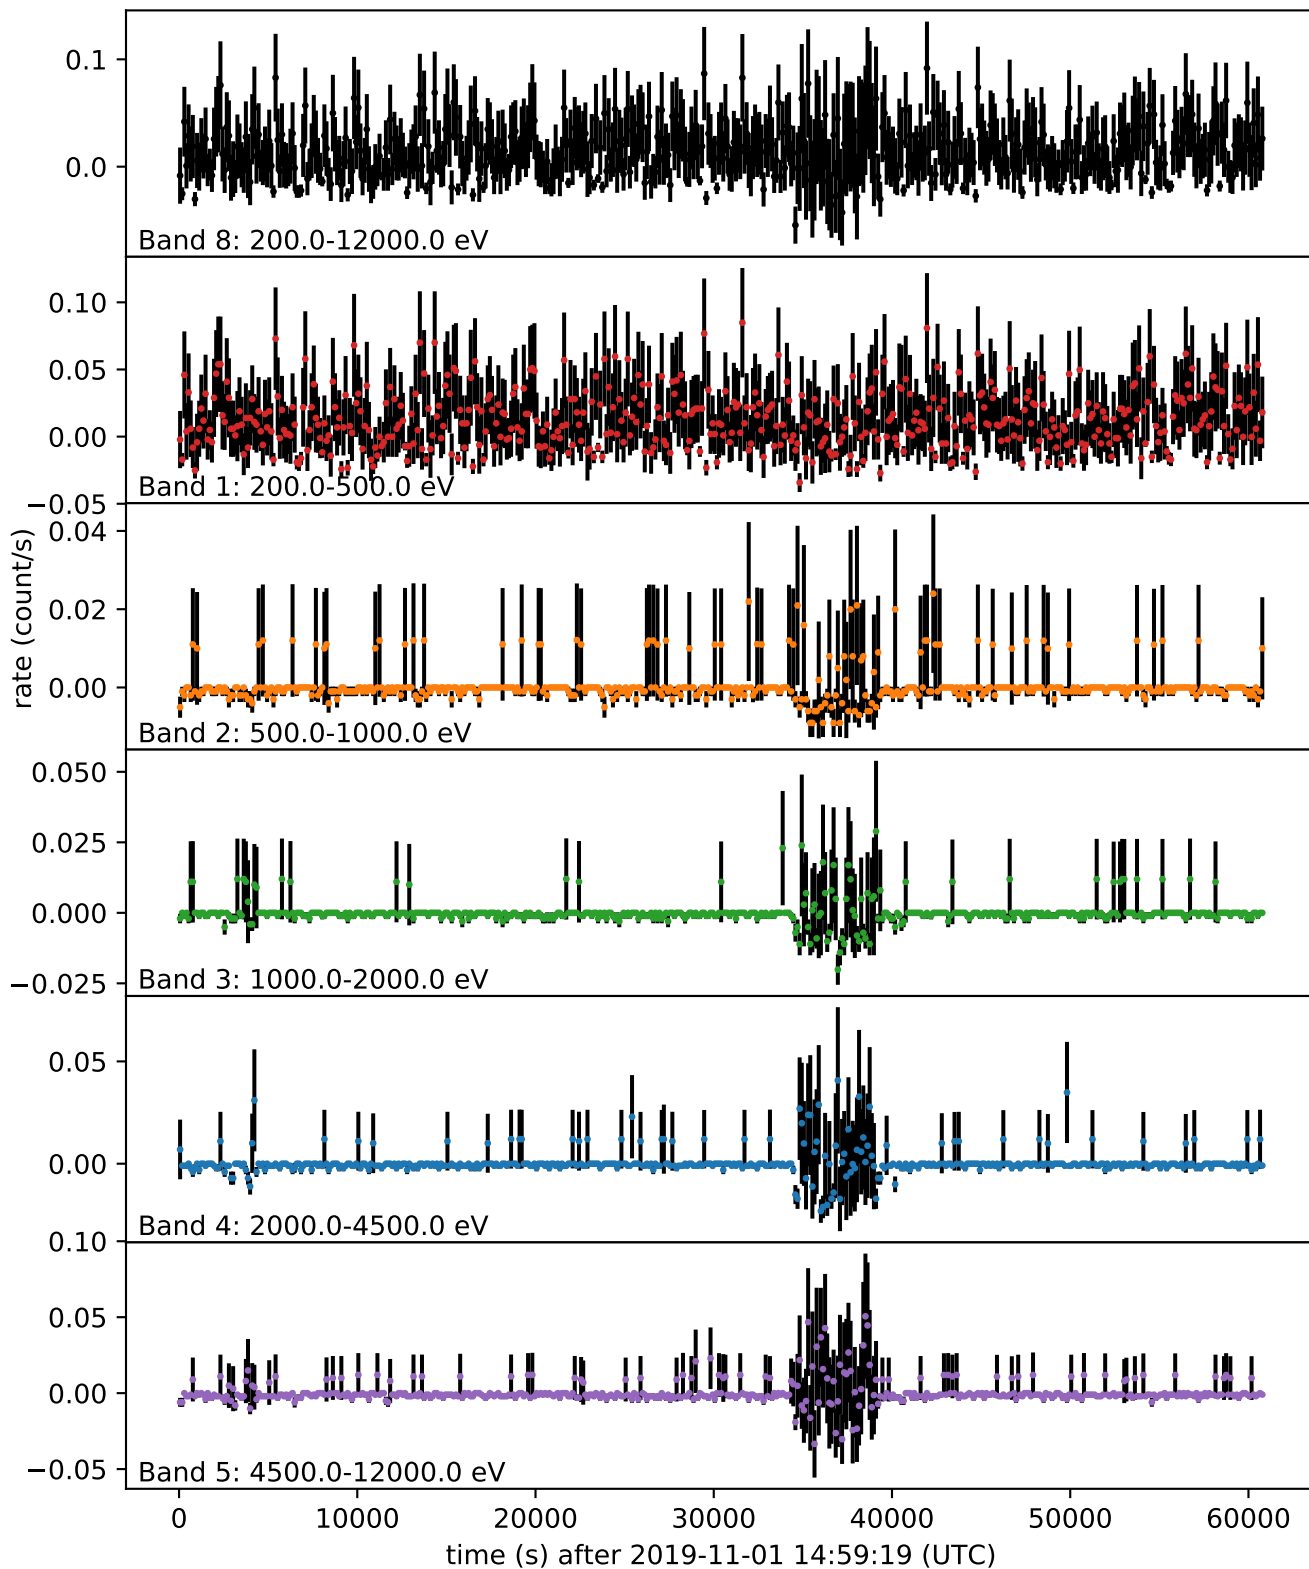 0.1
0.0
Band 8: 200.0-12000.0 eV
0.10
0.05
0.00
−0.05
Band 1: 200.0-500.0 eV
rate (count/s)
0.04
0.02
0.00
Band 2: 500.0-1000.0 eV
0.050
0.025
0.000
−0.025
Band 3: 1000.0-2000.0 eV
0.05
0.00
Band 4: 2000.0-4500.0 eV
0.10
0.05
0.00
−0.05
Band 5: 4500.0-12000.0 eV
0 10000 20000 30000 40000 50000 60000
time (s) after 2019-11-01 14:59:19 (UTC)